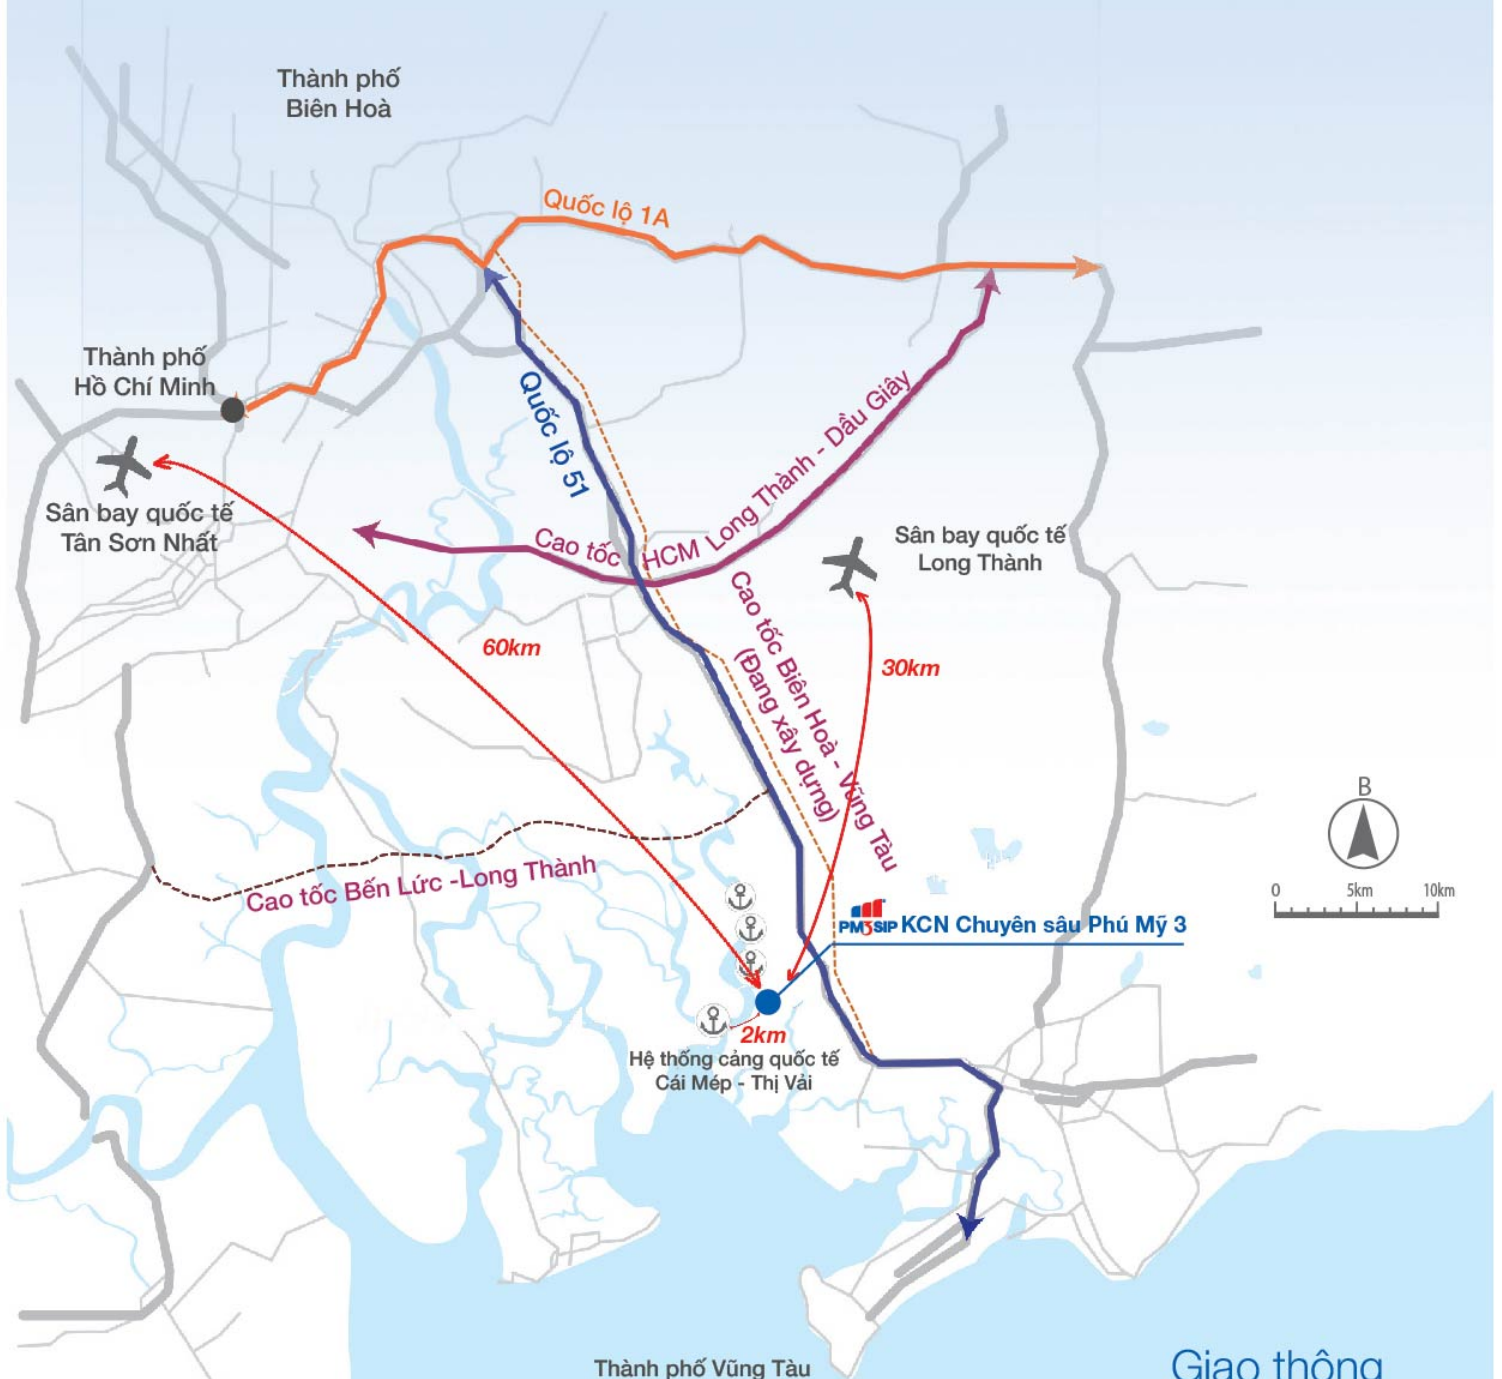 Thành phố
Biên Hoà
Quốc lộ 1A
Thành phố
Hồ Chí Minh
Quốc lộ 51
Cao tốc HCM Long Thành - Dầu Giây
Sân bay quốc tế
Tân Sơn Nhất
Sân bay quốc tế
Long Thành
60km
30km
Cao tốc Biên Hoà - Vũng Tàu
(Đang xây dựng)
B
0 5km 10km
Cao tốc Bến Lức -Long Thành
PM3SIP KCN Chuyên sâu Phú Mỹ 3
2km
Hệ thống cảng quốc tế
Cái Mép - Thị Vải
Thành phố Vũng Tàu
Giao thông